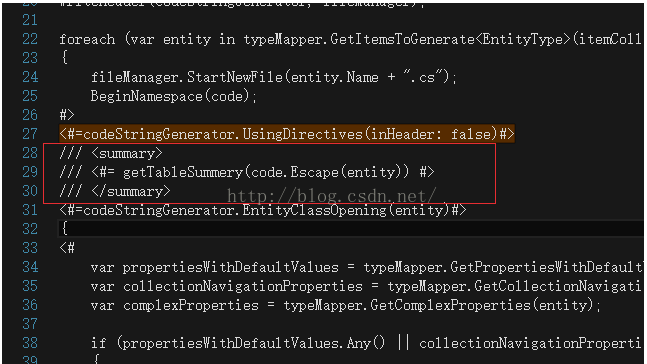 20 WriteHeader(codeStringGenerator, fileManager);
21
22 foreach (var entity in typeMapper.GetItemsToGenerate<EntityType>(itemColl
23 {
24 fileManager.StartNewFile(entity.Name + ".cs");
25 BeginNamespace(code);
26 #>
27 <#=codeStringGenerator.UsingDirectives(inHeader: false)#>
28 /// <summary>
29 /// <#= getTableSummery(code.Escape(entity)) #>
30 /// </summary>
http://blog.csdn.net/
31 <#=codeStringGenerator.EntityClassOpening(entity)#>
32 {
33 <#
34 var propertiesWithDefaultValues = typeMapper.GetPropertiesWithDefault
35 var collectionNavigationProperties = typeMapper.GetCollectionNavigati
36 var complexProperties = typeMapper.GetComplexProperties(entity);
37
38 if (propertiesWithDefaultValues.Any() || collectionNavigationProperti
39 {